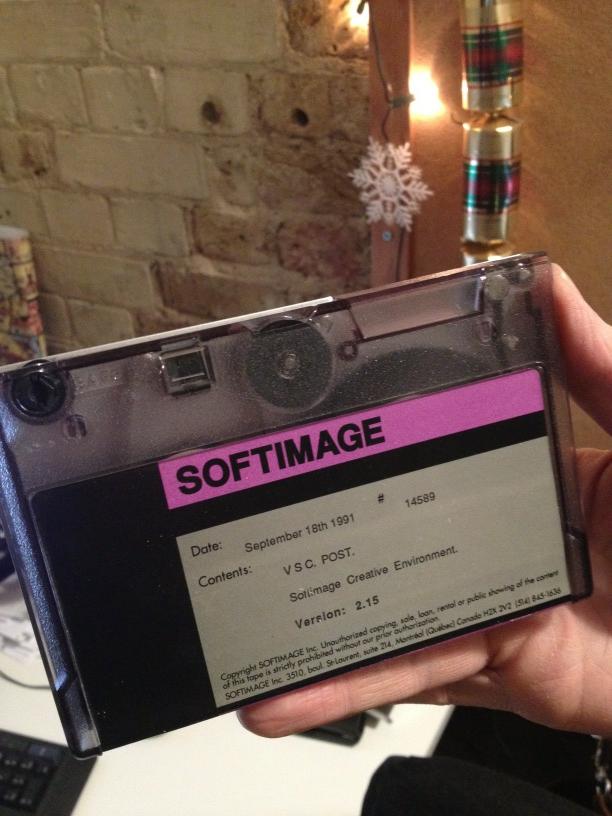 SOFTIMAGE
Date: September 18th 1991 # 14589
Contents: V S C. POST.
Softimage Creative Environment.
Version: 2.15
Copyright SOFTIMAGE Inc. Unauthorized copying, sale, loan, rental or public showing of the content
of this tape is strictly prohibited without our prior authorization.
SOFTIMAGE Inc. 3510, boul. St-Laurent, suite 214, Montréal (Québec) Canada H2X 2V2 (514) 845-1636